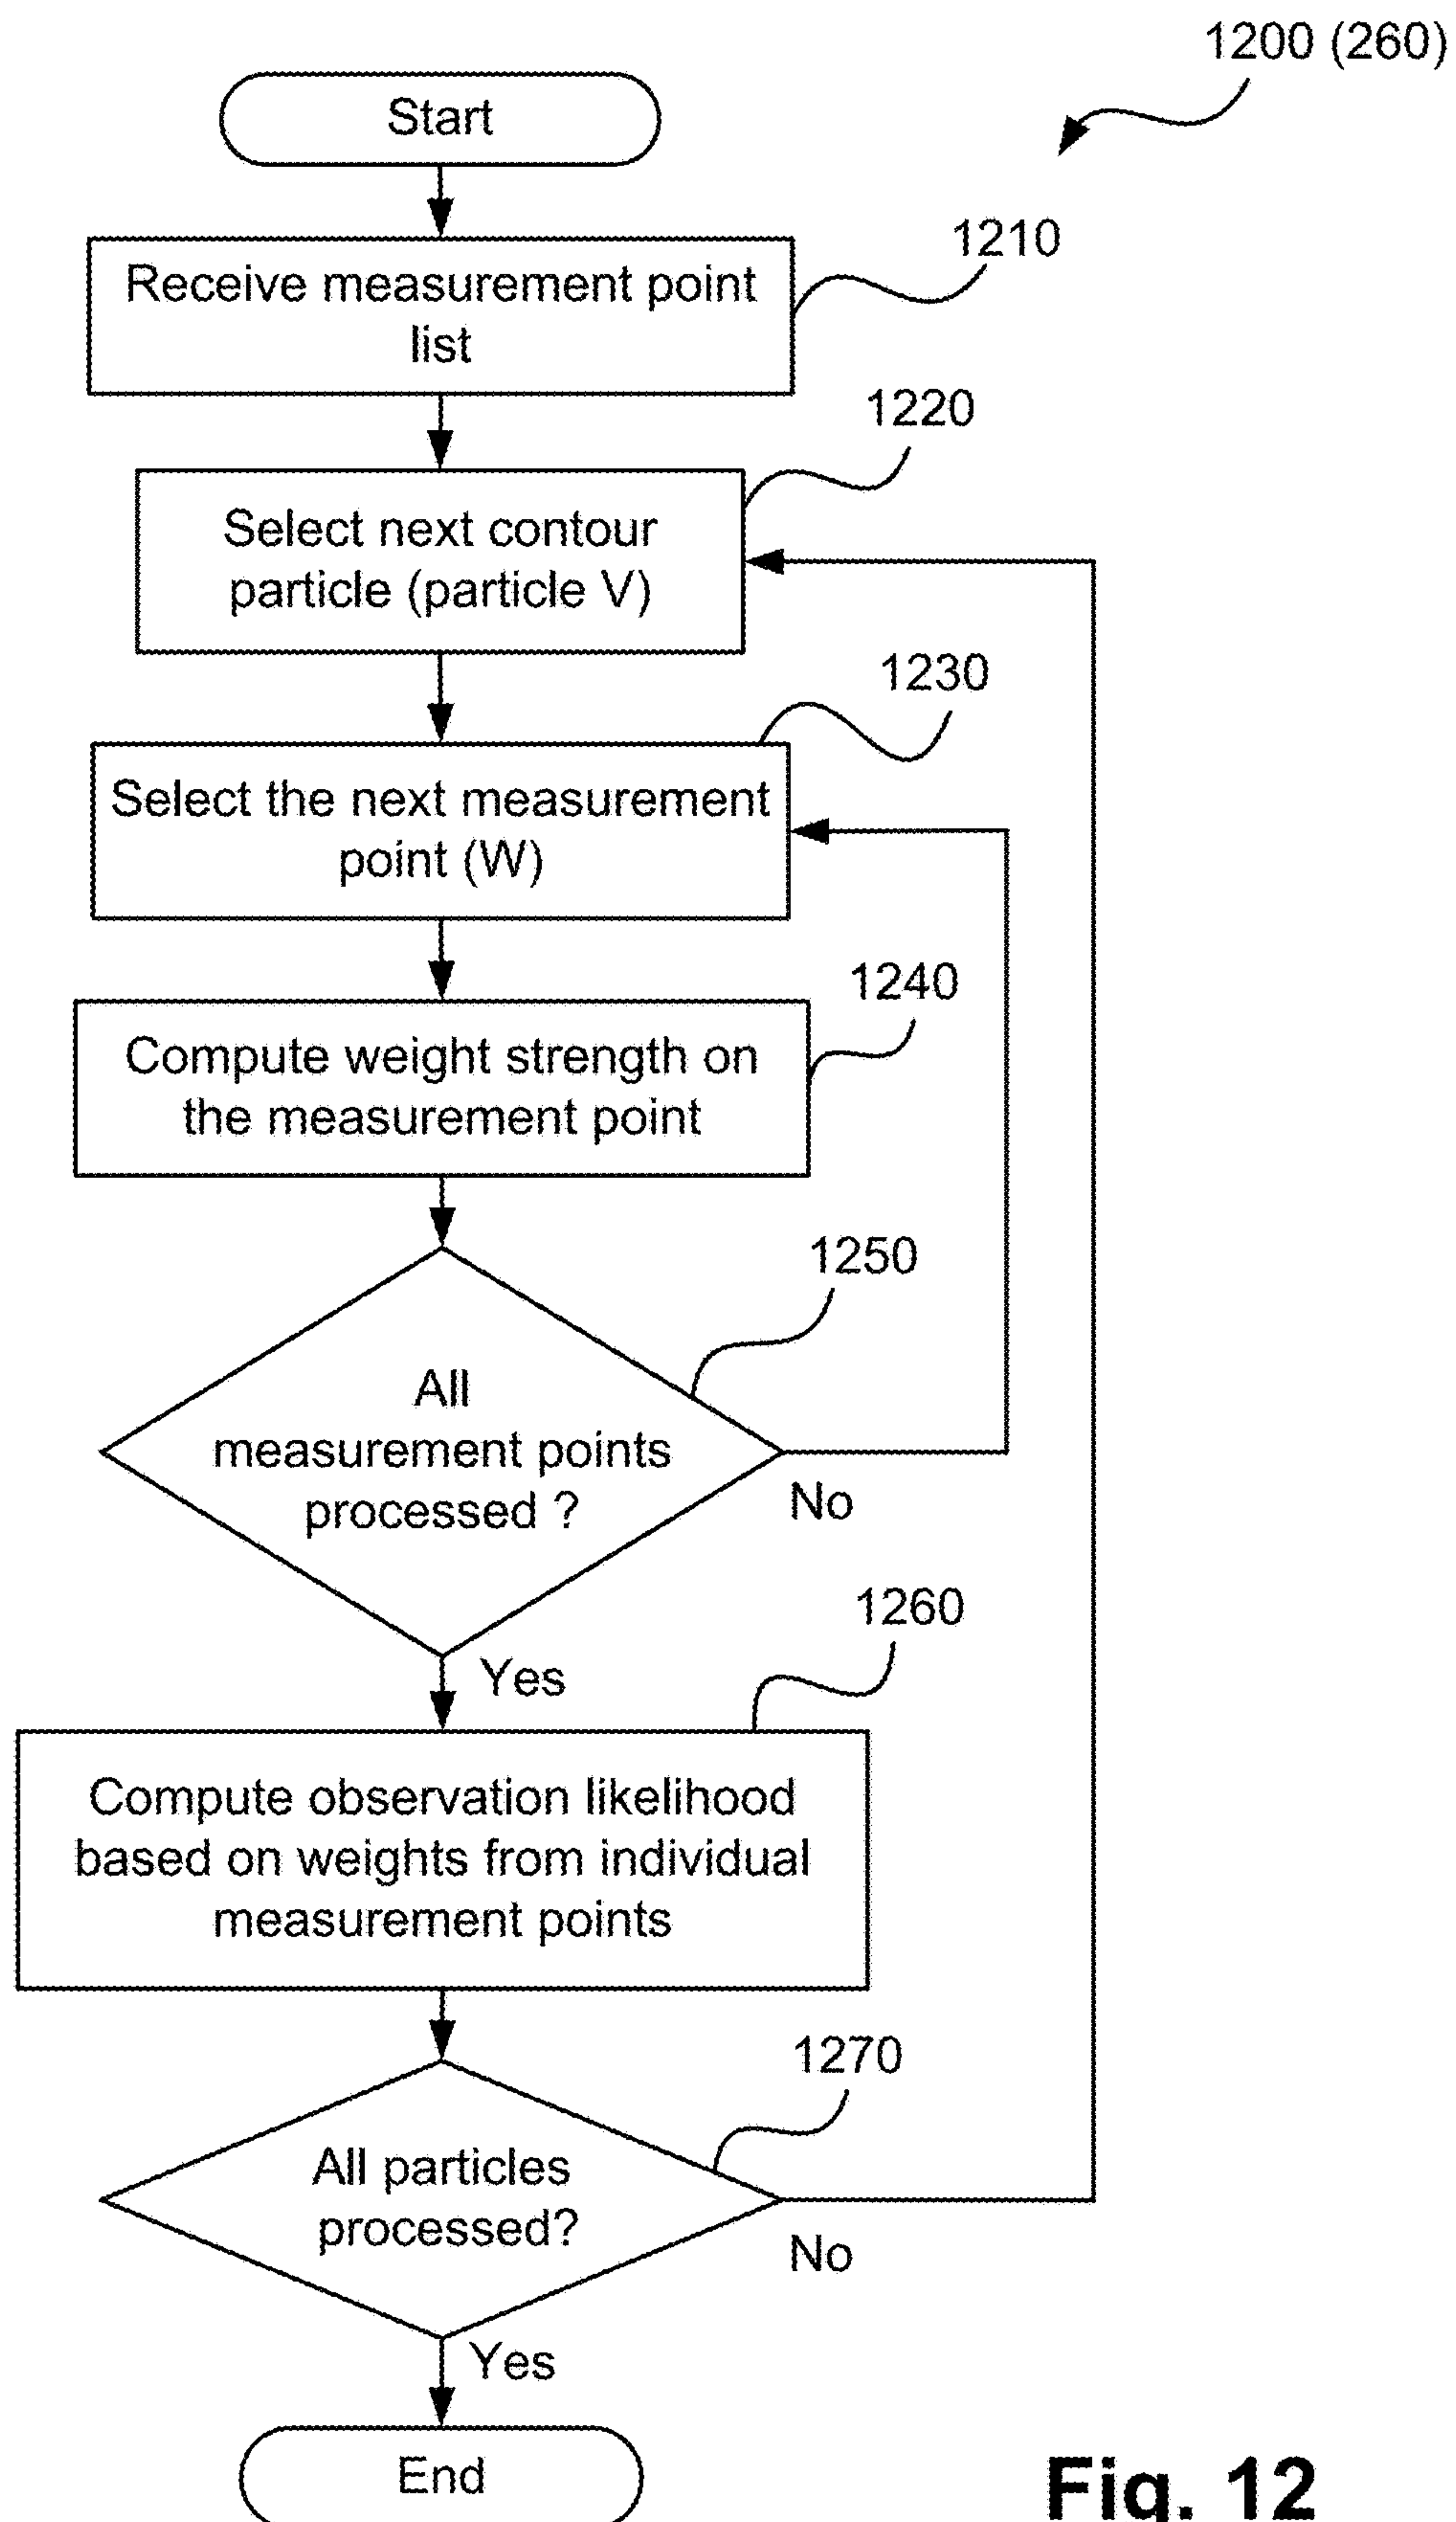 1200 (260)
Start
1210
Receive measurement point
list
1220
Select next contour
particle (particle V)
1230
Select the next measurement
point (W)
1240
Compute weight strength on
the measurement point
1250
All
measurement points
processed ?
No
1260
Yes
Compute observation likelihood
based on weights from individual
measurement points
1270
All particles
processed?
No
Yes
End
Fig. 12